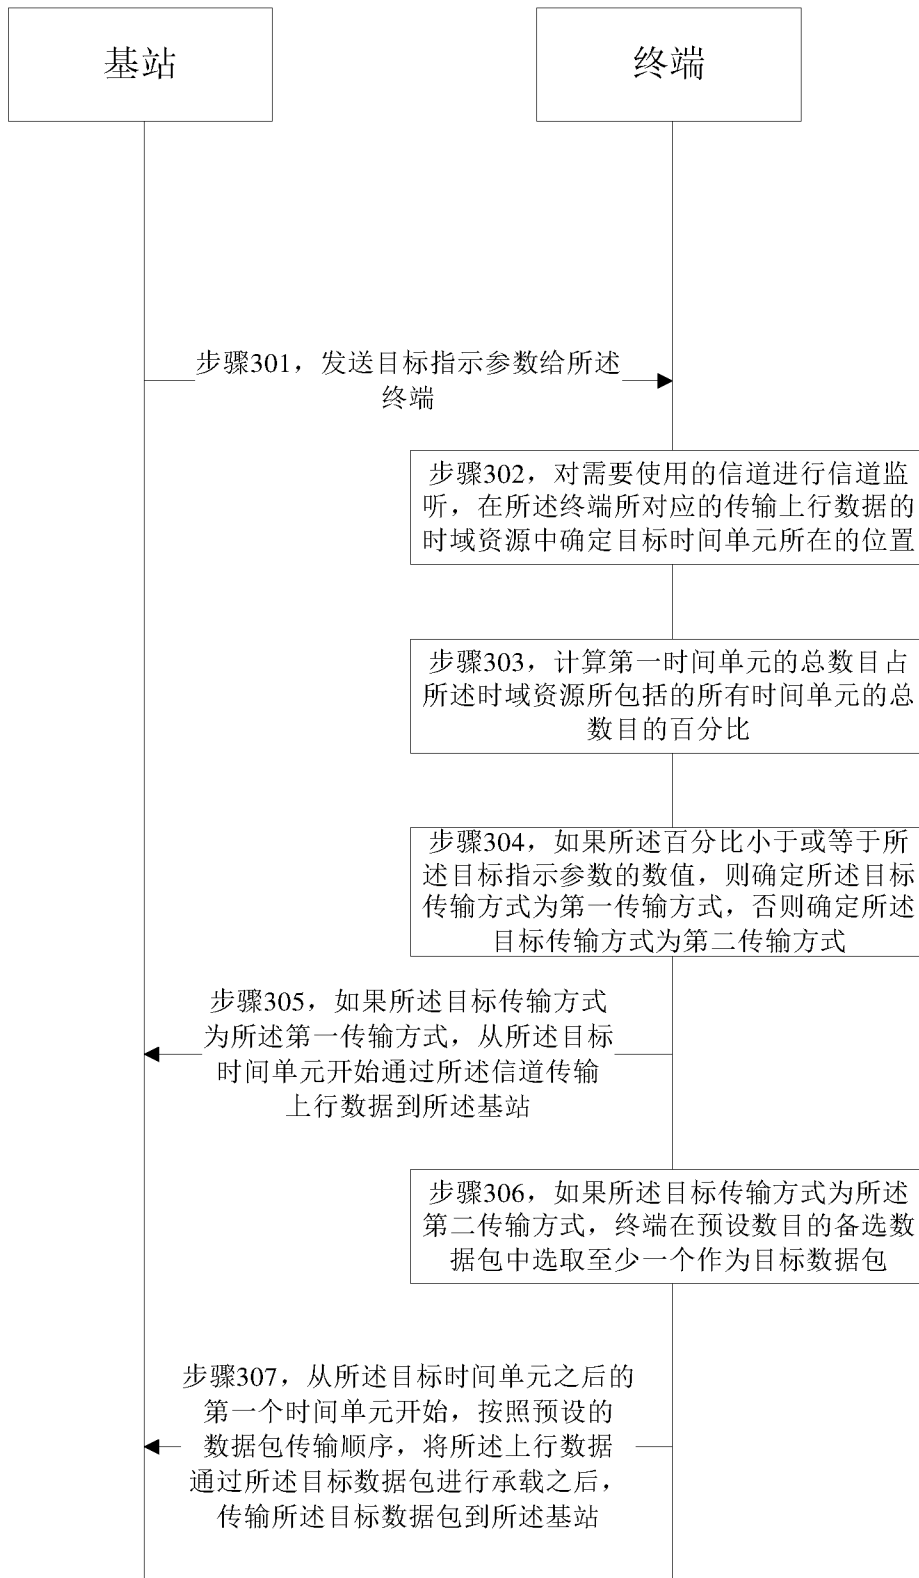 基站
终端
步骤301，发送目标指示参数给所述
终端
步骤302，对需要使用的信道进行信道监
听，在所述终端所对应的传输上行数据的
时域资源中确定目标时间单元所在的位置
步骤303，计算第一时间单元的总数目占
所述时域资源所包括的所有时间单元的总
数目的百分比
步骤304，如果所述百分比小于或等于所
述目标指示参数的数值，则确定所述目标
传输方式为第一传输方式，否则确定所述
目标传输方式为第二传输方式
步骤305，如果所述目标传输方式
为所述第一传输方式，从所述目标
时间单元开始通过所述信道传输
上行数据到所述基站
步骤306，如果所述目标传输方式为所述
第二传输方式，终端在预设数目的备选数
据包中选取至少一个作为目标数据包
步骤307，从所述目标时间单元之后的
第一个时间单元开始，按照预设的
数据包传输顺序，将所述上行数据
通过所述目标数据包进行承载之后，
传输所述目标数据包到所述基站